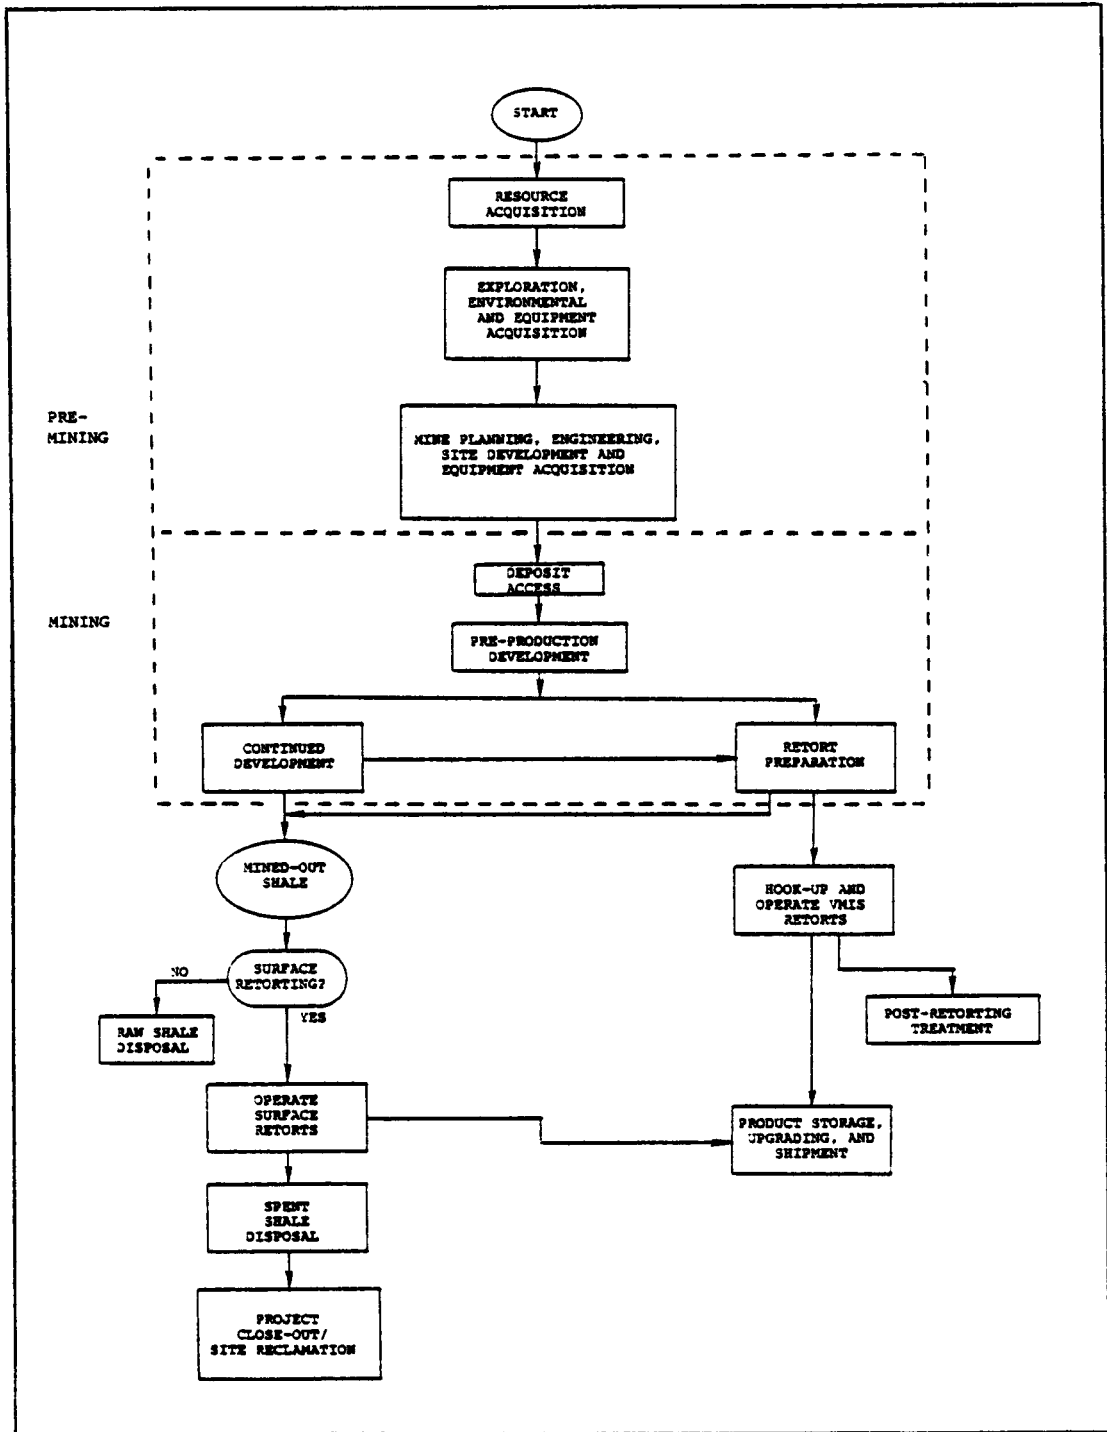 START
RESOURCE
ACQUISITION
EXPLORATION,
ENVIRONMENTAL
AND EQUIPMENT
ACQUISITION
PRE-
MINING
MINE PLANNING, ENGINEERING,
SITE DEVELOPMENT AND
EQUIPMENT ACQUISITION
DEPOSIT
ACCESS
MINING
PRE-PRODUCTION
DEVELOPMENT
CONTINUED
DEVELOPMENT
RETORT
PREPARATION
MINED-OUT
SHALE
HOOK-UP AND
OPERATE VMIS
RETORTS
SURFACE
RETORTING?
NO
YES
RAW SHALE
DISPOSAL
POST-RETORTING
TREATMENT
OPERATE
SURFACE
RETORTS
PRODUCT STORAGE,
UPGRADING, AND
SHIPMENT
SPENT
SHALE
DISPOSAL
PROJECT
CLOSE-OUT/
SITE RECLAMATION